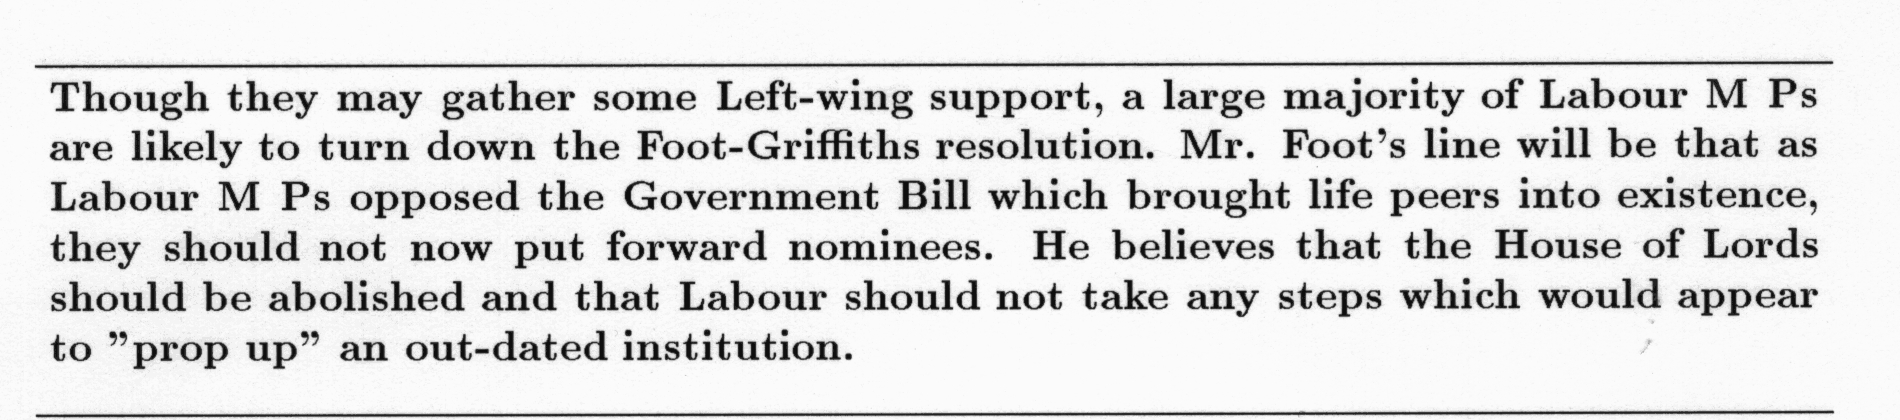 Though they may gather some Left-wing support, a large majority of Labour M Ps
are likely to turn down the Foot-Griffiths resolution. Mr. Foot's line will be that as
Labour M Ps opposed the Government Bill which brought life peers into existence,
they should not now put forward nominees. He believes that the House of Lords
should be abolished and that Labour should not take any steps which would appear
to ”prop up” an out-dated institution.